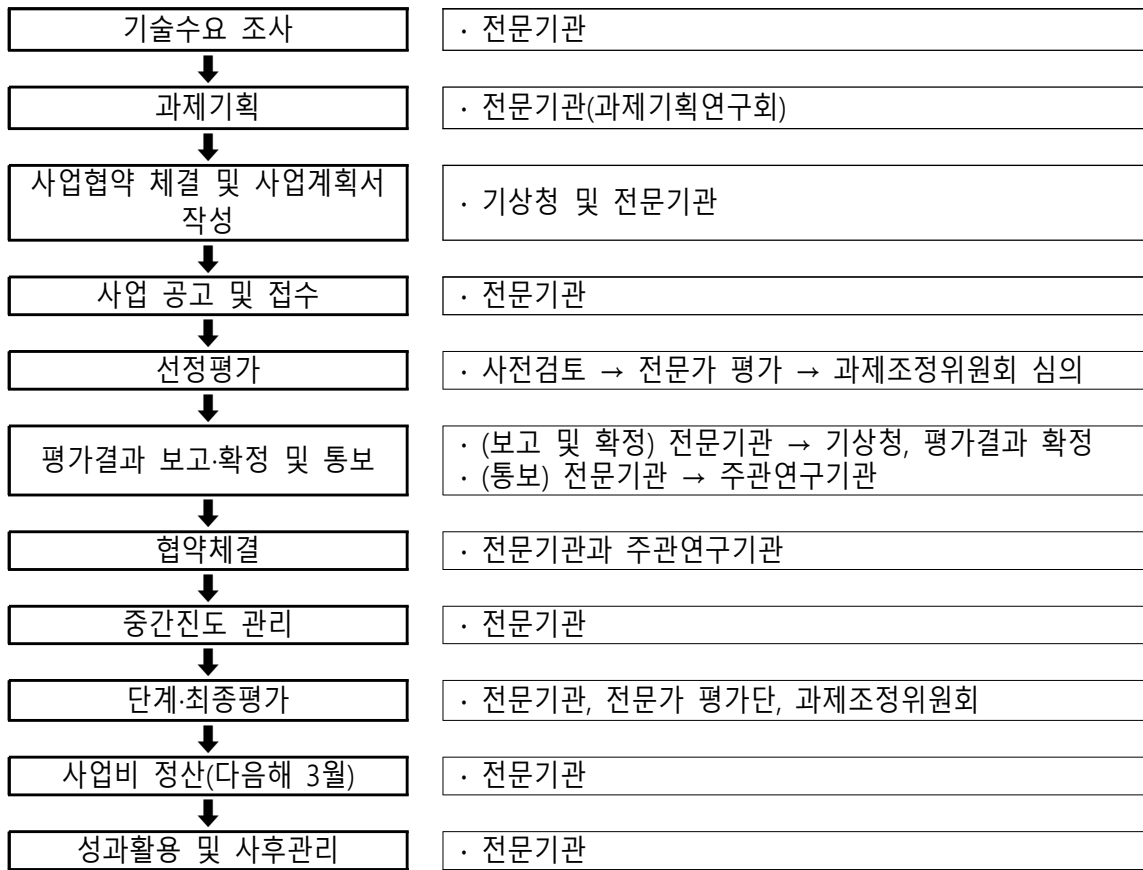 기술수요 조사
· 전문기관
과제기획
· 전문기관(과제기획연구회)
사업협약 체결 및 사업계획서
작성
· 기상청 및 전문기관
사업 공고 및 접수
· 전문기관
선정평가
· 사전검토 → 전문가 평가 → 과제조정위원회 심의
평가결과 보고·확정 및 통보
· (보고 및 확정) 전문기관 → 기상청, 평가결과 확정
· (통보) 전문기관 → 주관연구기관
협약체결
· 전문기관과 주관연구기관
중간진도 관리
· 전문기관
단계·최종평가
· 전문기관, 전문가 평가단, 과제조정위원회
사업비 정산(다음해 3월)
· 전문기관
성과활용 및 사후관리
· 전문기관